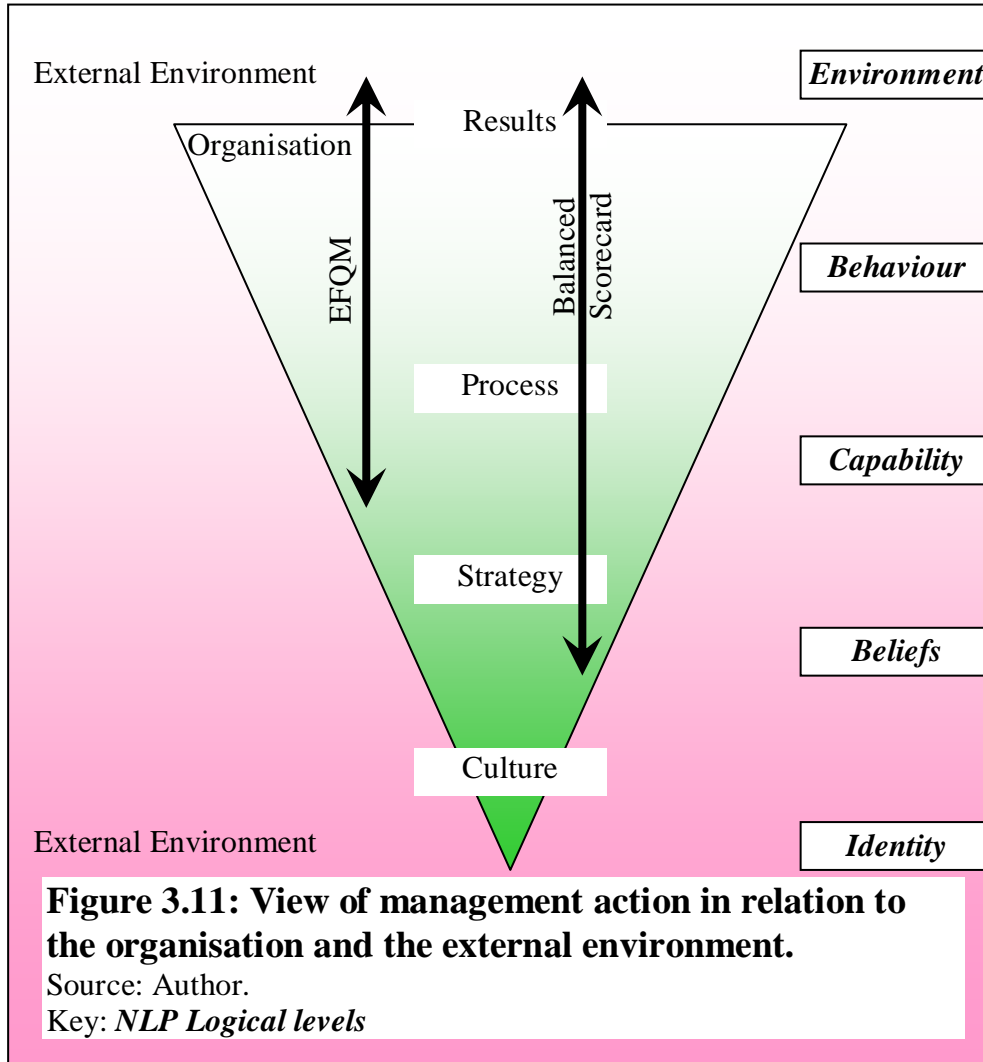 External Environment
Environment
Results
Organisation
EFQM
Balanced
Scorecard
Behaviour
Process
Capability
Strategy
Beliefs
Culture
External Environment
Identity
Figure 3.11: View of management action in relation to
the organisation and the external environment.
Source: Author.
Key: NLP Logical levels